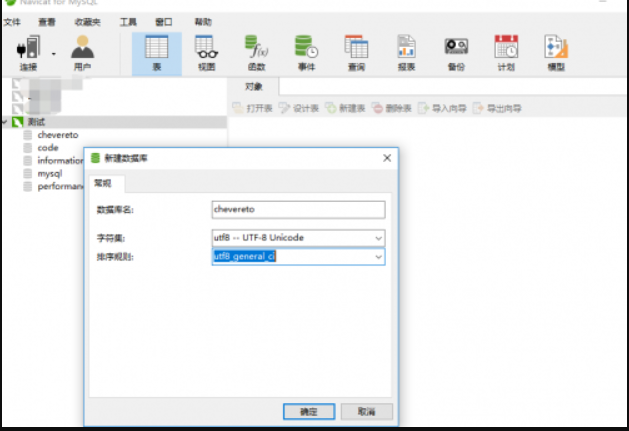 Navicat for MySQL
文件 查看 收藏夹 工具 窗口 帮助
连接 用户 表 视图 函数 事件 查询 报表 备份 计划 模型
f(x)
对象
打开表 设计表 新建表 删除表 导入向导 导出向导
测试
chevereto
code
information
mysql
performan
新建数据库
常规
数据库名: chevereto
字符集: utf8 -- UTF-8 Unicode
排序规则: utf8_general_ci
确定 取消